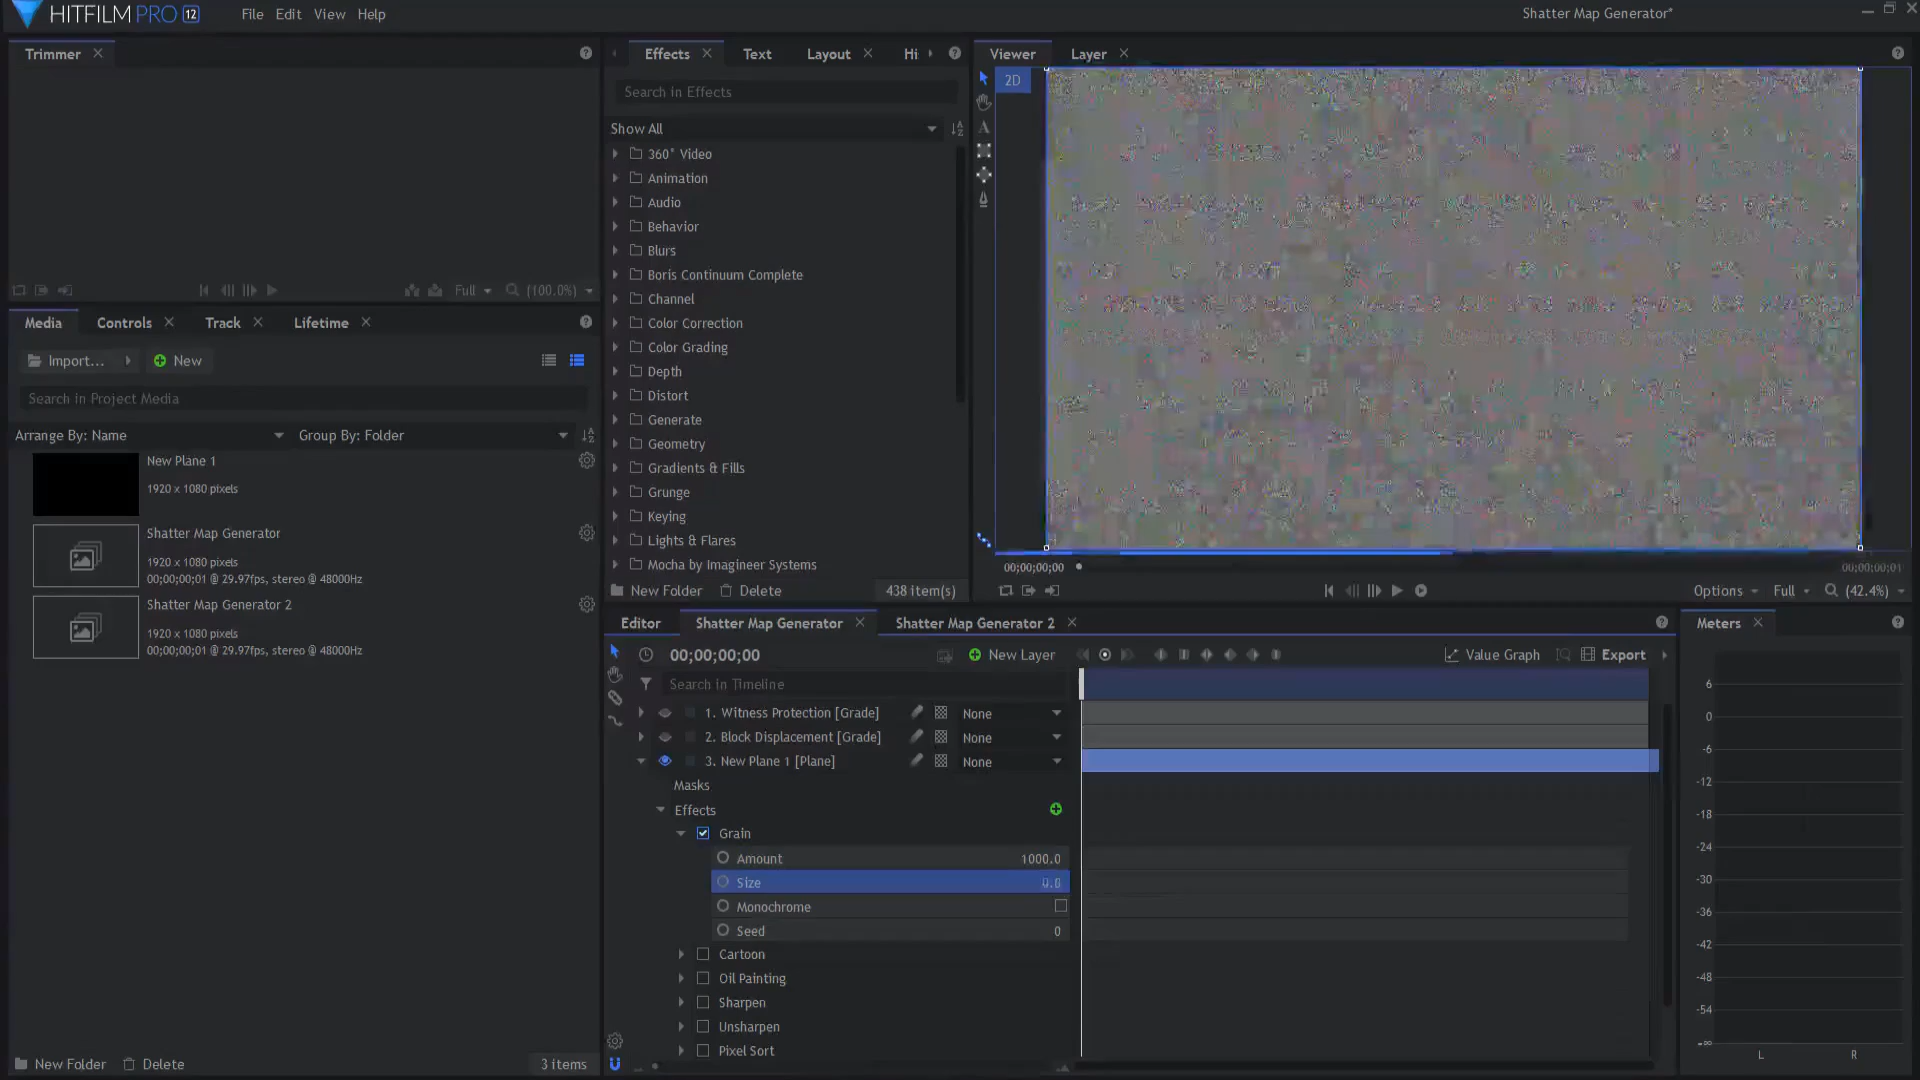 HITFILM PRO 12
File Edit View Help
Shatter Map Generator*
Trimmer
Full (100.0%)
Media Controls Track Lifetime
Import... New
Search in Project Media
Arrange By: Name Group By: Folder
New Plane 1
1920 x 1080 pixels
Shatter Map Generator
1920 x 1080 pixels
00;00;00;01 @ 29.97fps, stereo @ 48000Hz
Shatter Map Generator 2
1920 x 1080 pixels
00;00;00;01 @ 29.97fps, stereo @ 48000Hz
New Folder Delete 3 items
Effects Text Layout Hi
Search in Effects
Show All
360° Video
Animation
Audio
Behavior
Blurs
Boris Continuum Complete
Channel
Color Correction
Color Grading
Depth
Distort
Generate
Geometry
Gradients & Fills
Grunge
Keying
Lights & Flares
Mocha by Imagineer Systems
New Folder Delete 438 item(s)
Viewer Layer
2D
00;00;00;00 00;00;00;01
Options Full (42.4%)
Editor Shatter Map Generator Shatter Map Generator 2
00;00;00;00 New Layer Value Graph Export
Search in Timeline
1. Witness Protection [Grade] None
2. Block Displacement [Grade] None
3. New Plane 1 [Plane] None
Masks
Effects
Grain
Amount 1000.0
Size
Monochrome
Seed 0
Cartoon
Oil Painting
Sharpen
Unsharpen
Pixel Sort
Meters
6
0
-6
-12
-18
-24
-30
-36
-42
-48
-54
-∞
L R